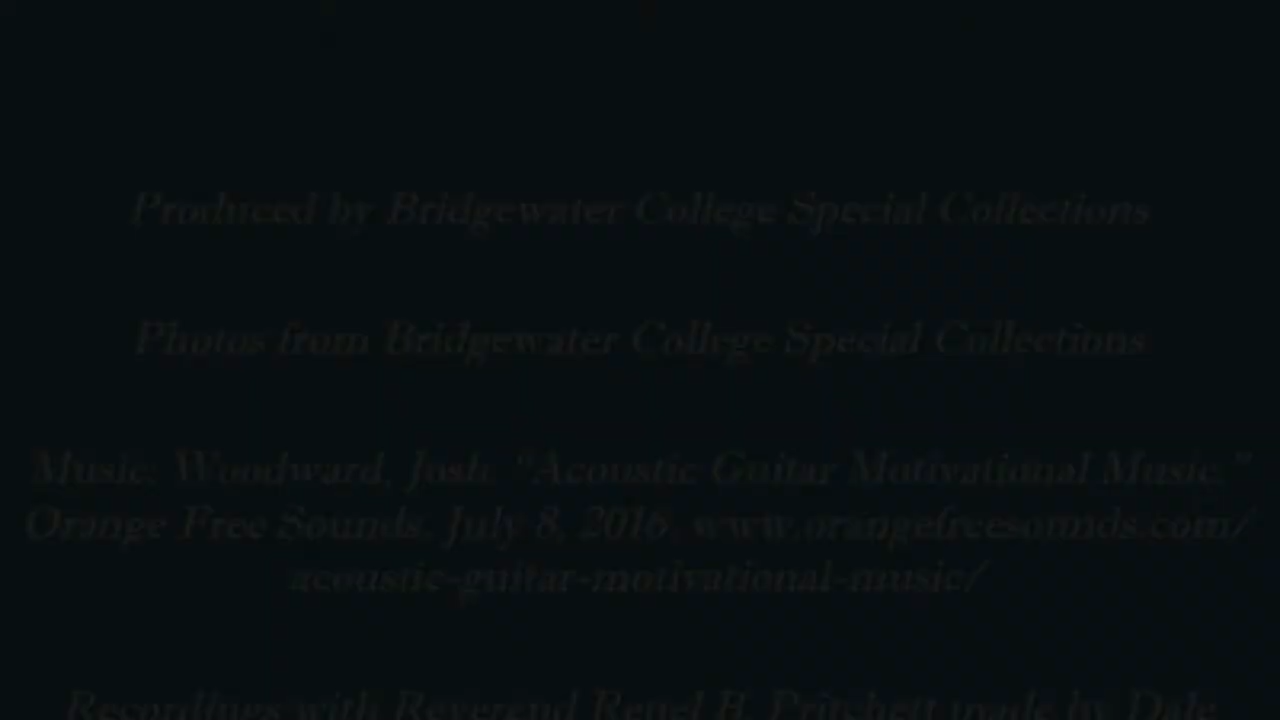 Produced by Bridgewater College Special Collections
Photos from Bridgewater College Special Collections
Music: Woodward, Josh. "Acoustic Guitar Motivational Music."
Orange Free Sounds. July 8, 2016, www.orangefreesounds.com/
acoustic-guitar-motivational-music/
Recordings with Reverend Reuel B. Pritchett made by Dale